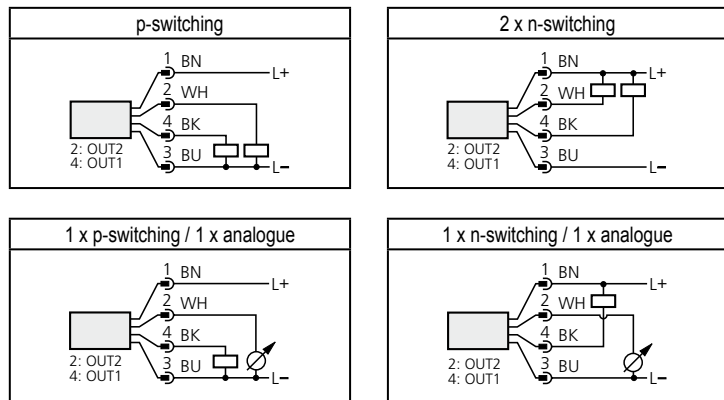 p-switching
1 BN
L+
2 WH
4 BK
3 BU
L–
2: OUT2
4: OUT1
2 x n-switching
1 BN
L+
2 WH
4 BK
3 BU
L–
2: OUT2
4: OUT1
1 x p-switching / 1 x analogue
1 BN
L+
2 WH
4 BK
3 BU
L–
2: OUT2
4: OUT1
1 x n-switching / 1 x analogue
1 BN
L+
2 WH
4 BK
3 BU
L–
2: OUT2
4: OUT1